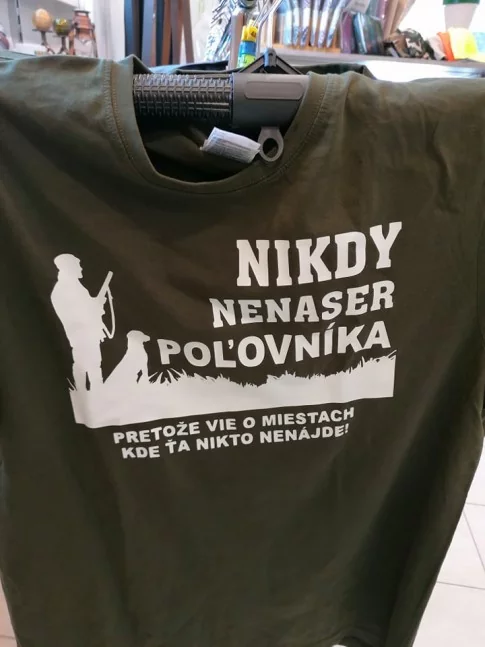 NIKDY
NENASER
POĽOVNÍKA
PRETOŽE VIE O MIESTACH
KDE ŤA NIKTO NENÁJDE!